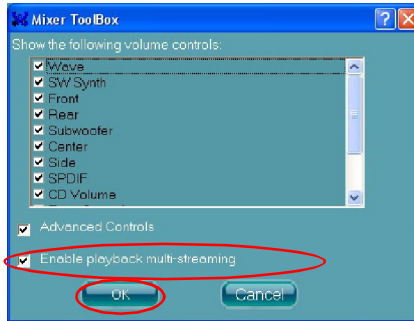 Mixer ToolBox
Show the following volume controls:
Wave
SW Synth
Front
Rear
Subwoofer
Center
Side
SPDIF
CD Volume
Advanced Controls
Enable playback multi-streaming
OK
Cancel